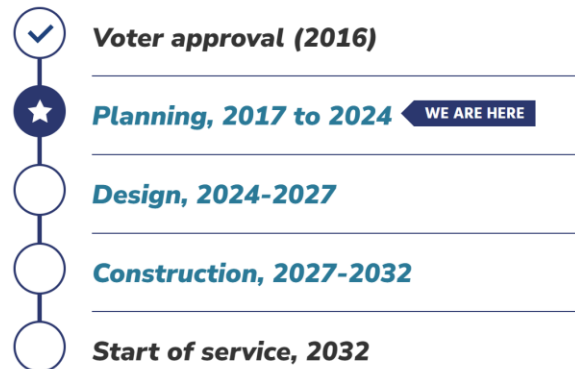 Voter approval (2016)
Planning, 2017 to 2024 WE ARE HERE
Design, 2024-2027
Construction, 2027-2032
Start of service, 2032